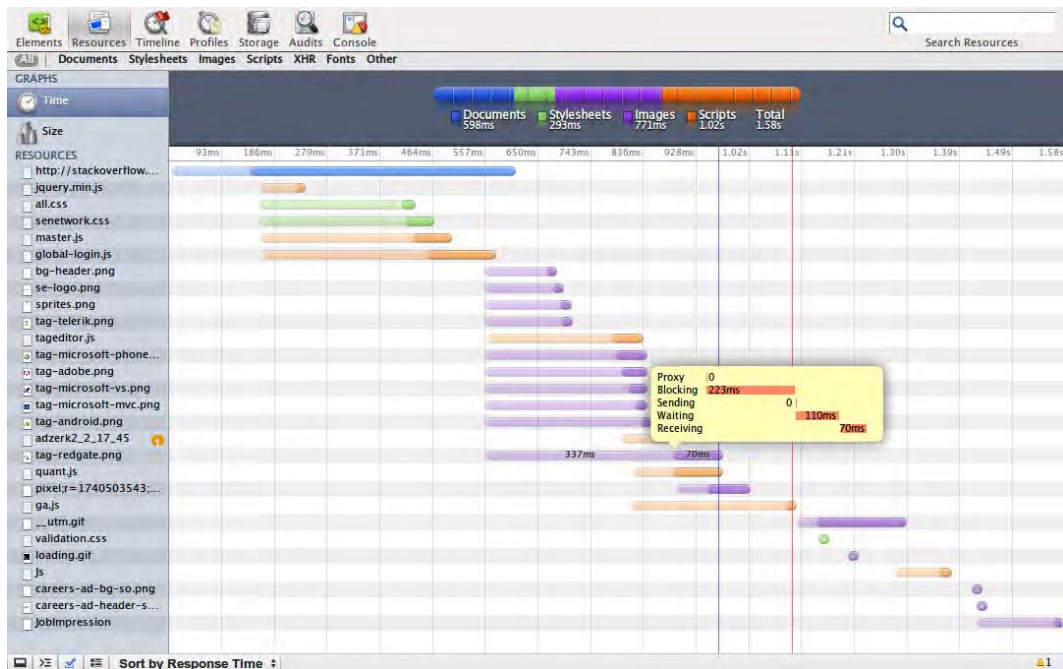 Elements Resources Timeline Profiles Storage Audits Console
Search Resources
All Documents Stylesheets Images Scripts XHR Fonts Other
GRAPHS
Time
Size
Documents 598ms
Stylesheets 293ms
Images 771ms
Scripts 1.02s
Total 1.58s
RESOURCES
93ms 186ms 279ms 371ms 464ms 557ms 650ms 743ms 836ms 928ms 1.02s 1.11s 1.21s 1.30s 1.39s 1.49s 1.58s
http://stackoverflow....
jquery.min.js
all.css
senetwork.css
master.js
global-login.js
bg-header.png
se-logo.png
sprites.png
tag-telerik.png
tageditor.js
tag-microsoft-phone...
tag-adobe.png
tag-microsoft-vs.png
tag-microsoft-mvc.png
tag-android.png
adzerk2_2_17_45
tag-redgate.png
337ms 70ms
quant.js
pixel;r=1740503543;...
ga.js
__utm.gif
validation.css
loading.gif
js
careers-ad-bg-so.png
careers-ad-header-s...
jobImpression
Proxy 0
Blocking 223ms
Sending 0
Waiting 110ms
Receiving 70ms
Sort by Response Time
1